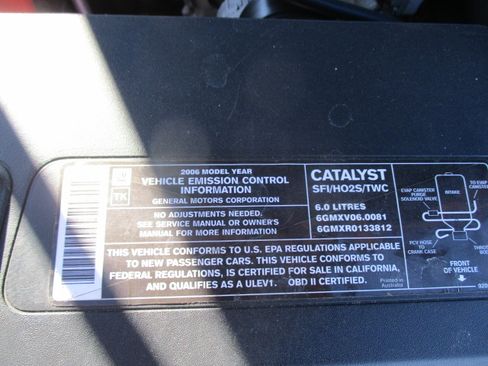 TK
2006 MODEL YEAR
VEHICLE EMISSION CONTROL
INFORMATION
GENERAL MOTORS CORPORATION
NO ADJUSTMENTS NEEDED.
SEE SERVICE MANUAL OR OWNER'S
MANUAL FOR MORE INFORMATION
CATALYST
SFI/HO2S/TWC
6.0 LITRES
6GMXV06.0081
6GMXR0133812
THIS VEHICLE CONFORMS TO U.S. EPA REGULATIONS APPLICABLE
TO NEW PASSENGER CARS. THIS VEHICLE CONFORMS TO
FEDERAL REGULATIONS, IS CERTIFIED FOR SALE IN CALIFORNIA,
AND QUALIFIES AS A ULEV1. OBD II CERTIFIED.
Printed in
Australia
EVAP CANISTER
PURGE
SOLENOID VALVE
INTAKE
TO EVAP
CANISTER
PCV HOSE TO
CRANK CASE
FRONT
OF VEHICLE
920